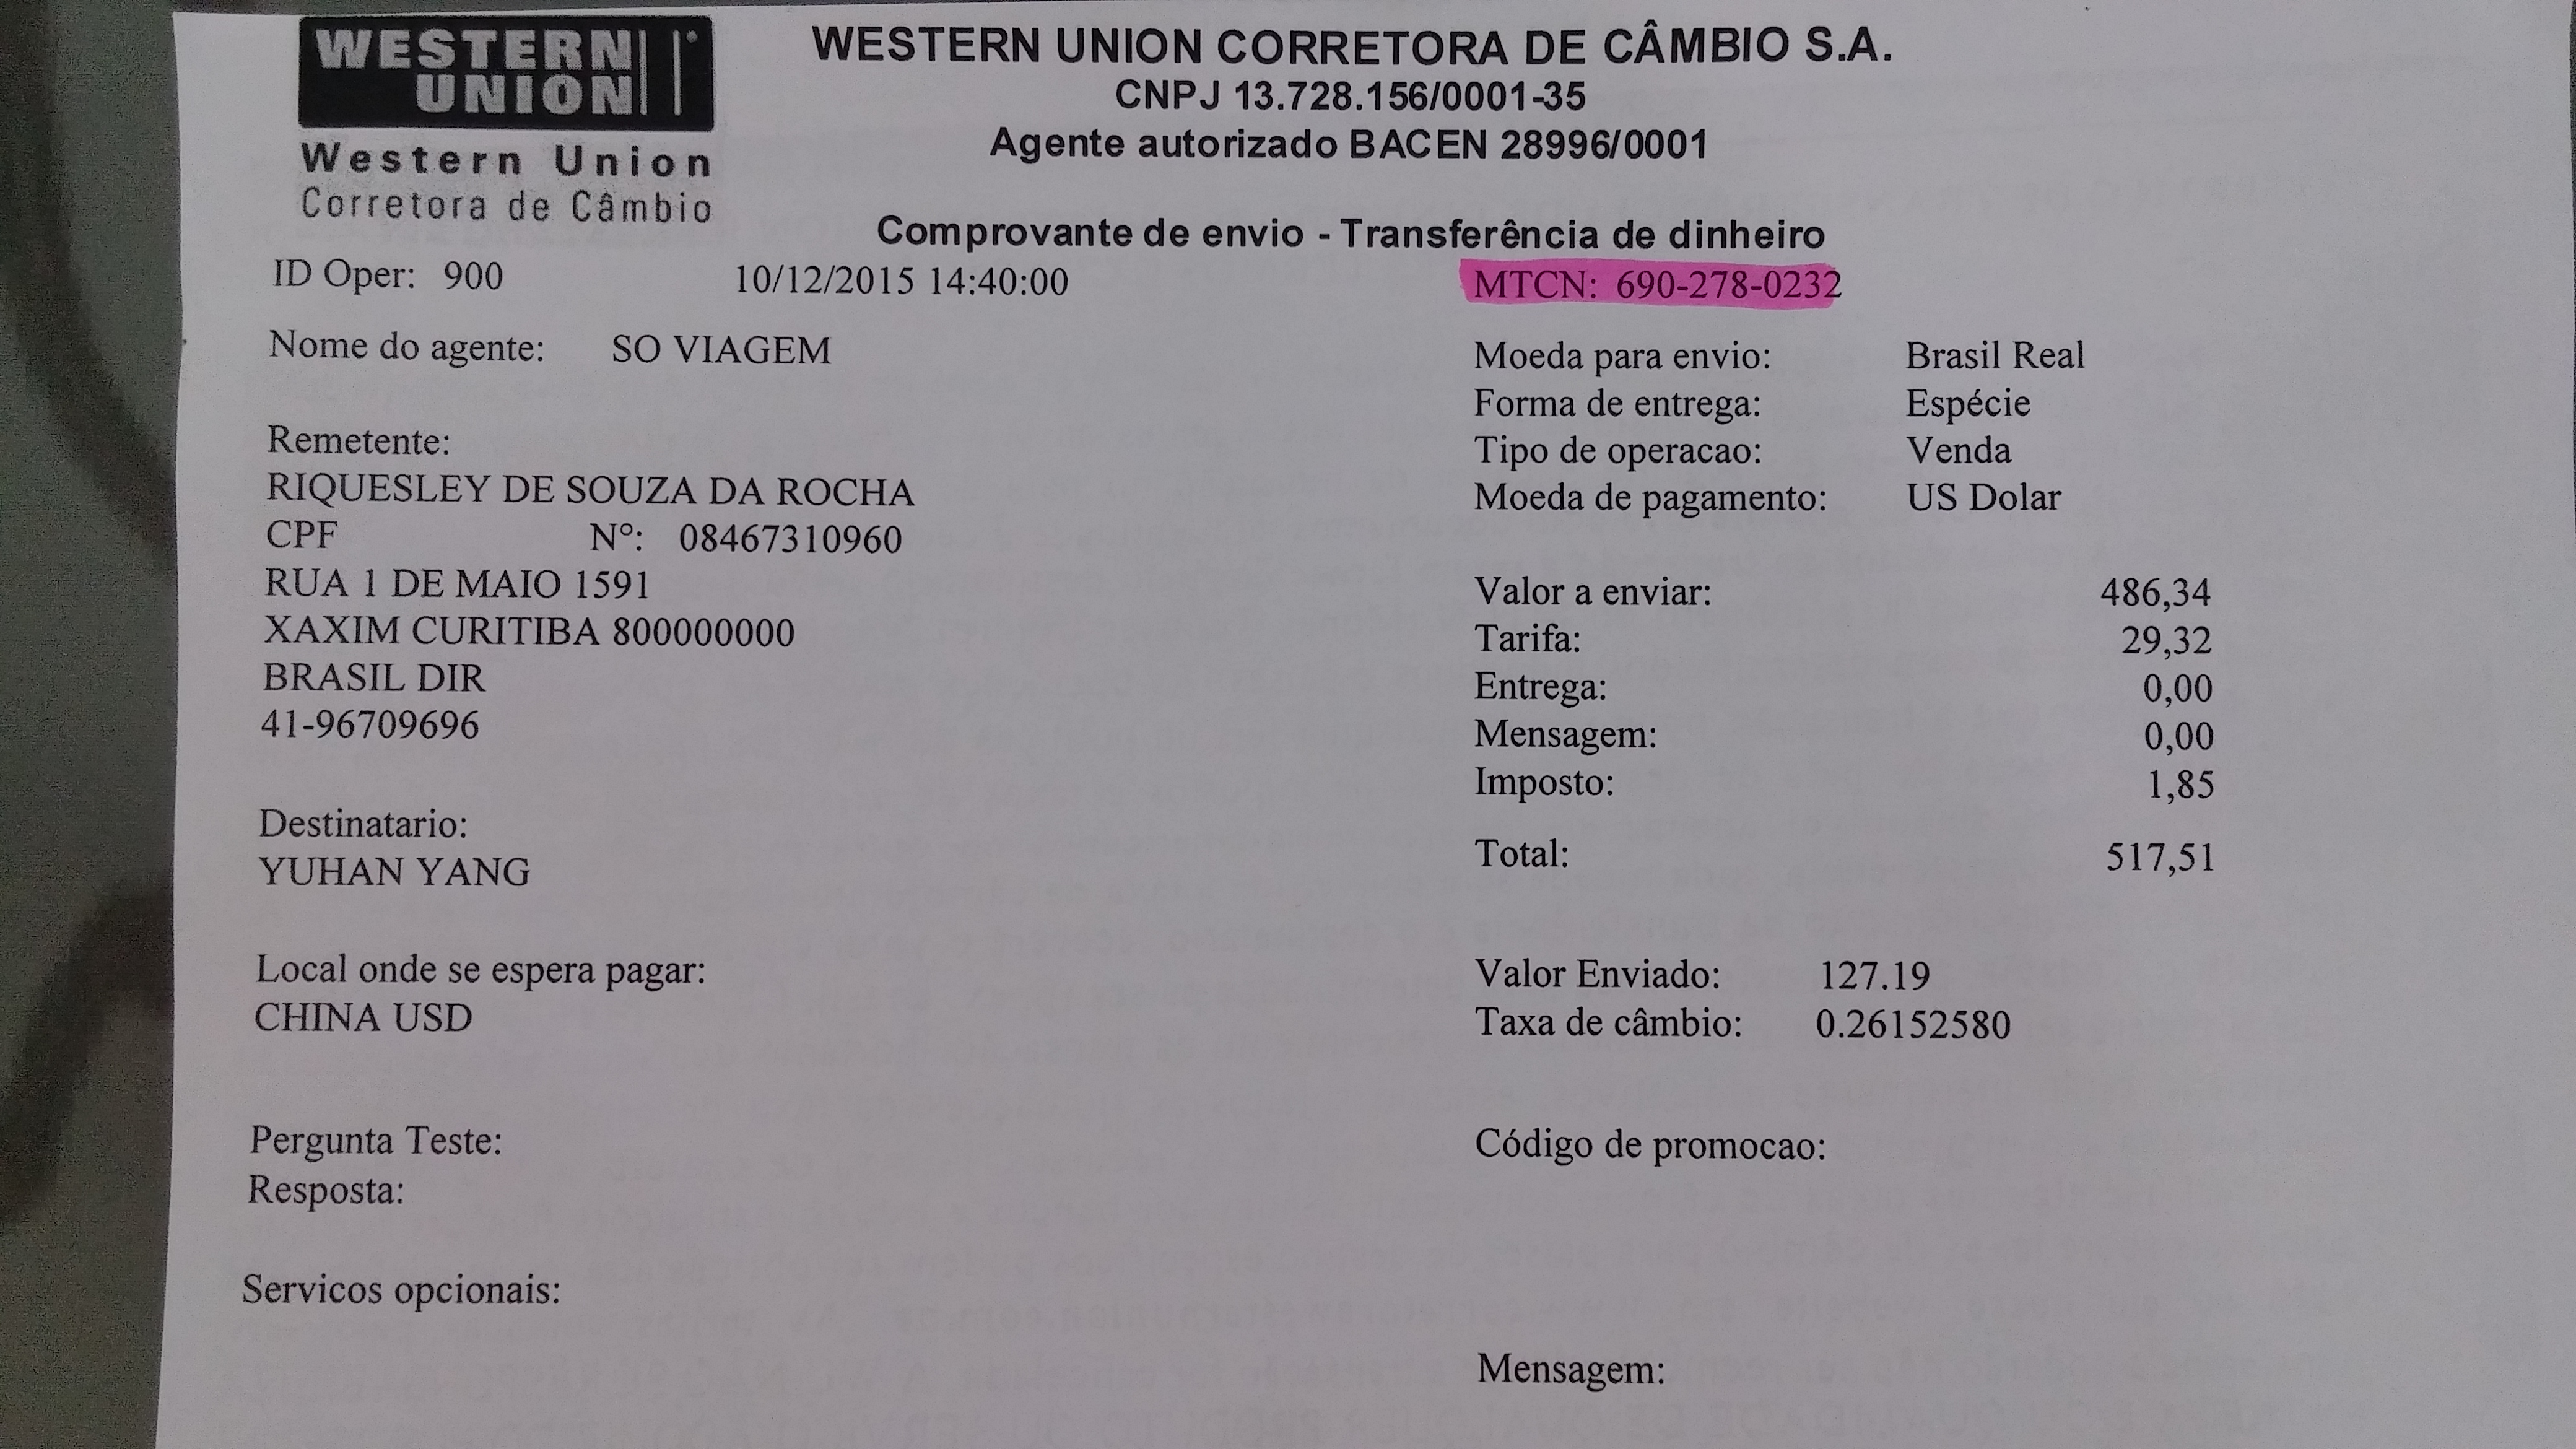 WESTERN
UNION
Western Union
Corretora de Câmbio
WESTERN UNION CORRETORA DE CÂMBIO S.A.
CNPJ 13.728.156/0001-35
Agente autorizado BACEN 28996/0001
Comprovante de envio - Transferência de dinheiro
ID Oper: 900 10/12/2015 14:40:00 MTCN: 690-278-0232
Nome do agente: SO VIAGEM
Remetente:
RIQUESLEY DE SOUZA DA ROCHA
CPF Nº: 08467310960
RUA 1 DE MAIO 1591
XAXIM CURITIBA 800000000
BRASIL DIR
41-96709696
Destinatario:
YUHAN YANG
Local onde se espera pagar:
CHINA USD
Pergunta Teste:
Resposta:
Servicos opcionais:
Moeda para envio: Brasil Real
Forma de entrega: Espécie
Tipo de operacao: Venda
Moeda de pagamento: US Dolar
Valor a enviar: 486,34
Tarifa: 29,32
Entrega: 0,00
Mensagem: 0,00
Imposto: 1,85
Total: 517,51
Valor Enviado: 127.19
Taxa de câmbio: 0.26152580
Código de promocao:
Mensagem: